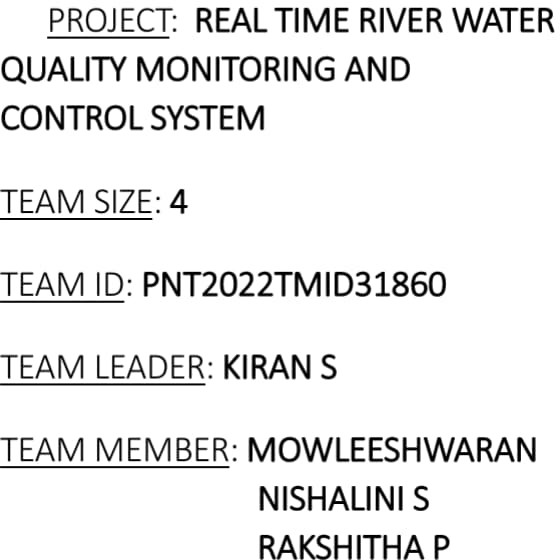 PROJECT: REAL TIME RIVER WATER
QUALITY MONITORING AND
CONTROL SYSTEM
TEAM SIZE: 4
TEAM ID: PNT2022TMID31860
TEAM LEADER: KIRAN S
TEAM MEMBER: MOWLEESHWARAN
NISHALINI S
RAKSHITHA P